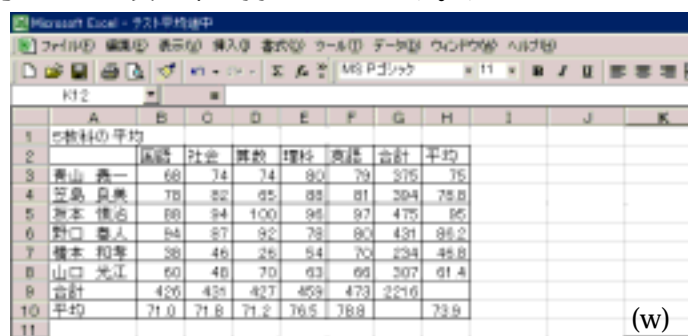 Microsoft Excel - テスト平均途中
ファイル(F) 編集(E) 表示(V) 挿入(I) 書式(O) ツール(T) データ(D) ウィンドウ(W) ヘルプ(H)
MS Pゴシック 11 B I U
K12 =
A B C D E F G H I J K
1 5教科の平均
2 国語 社会 算数 理科 英語 合計 平均
3 青山 義一 68 74 74 80 79 375 75
4 笠島 良美 78 82 65 88 81 394 78.8
5 坂本 慎治 88 94 100 96 97 475 95
6 野口 春人 94 87 92 78 80 431 86.2
7 橋本 和孝 38 46 26 54 70 234 46.8
8 山口 光江 60 48 70 63 66 307 61.4
9 合計 426 431 427 459 473 2216
10 平均 71.0 71.8 71.2 76.5 78.8 73.9
11
(w)